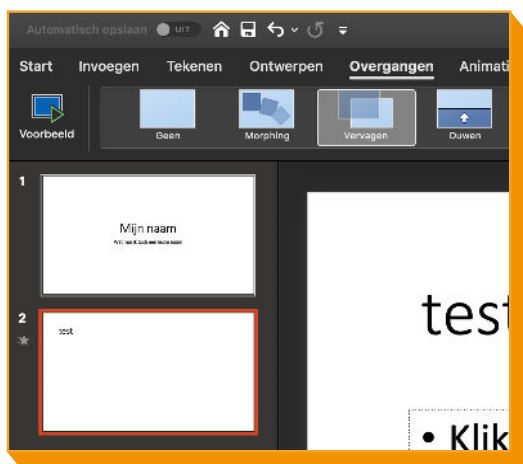 Automatisch opslaan UIT
Start Invoegen Tekenen Ontwerpen Overgangen Animati
Voorbeeld Geen Morphing Vervagen Duwen
1
Mijn naam
2
test
test
• Klik